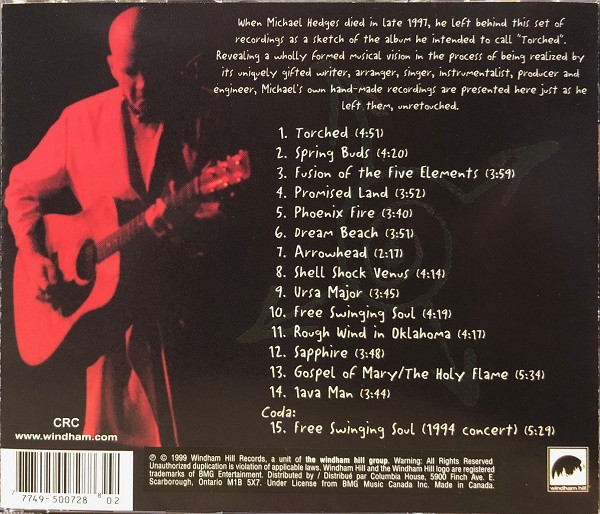 When Michael Hedges died in late 1997, he left behind this set of
recordings as a sketch of the album he intended to call "Torched".
Revealing a wholly formed musical vision in the process of being realized by
its uniquely gifted writer, arranger, singer, instrumentalist, producer and
engineer, Michael's own hand-made recordings are presented here just as he
left them, unretouched.
1. Torched (4:51)
2. Spring Buds (4:20)
3. Fusion of the Five Elements (3:59)
4. Promised Land (3:52)
5. Phoenix Fire (3:40)
6. Dream Beach (3:51)
7. Arrowhead (2:17)
8. Shell Shock Venus (4:14)
9. Ursa Major (3:45)
10. Free Swinging Soul (4:19)
11. Rough Wind in Oklahoma (4:17)
12. Sapphire (3:48)
13. Gospel of Mary/The Holy Flame (5:34)
14. Java Man (3:44)
Coda:
15. Free Swinging Soul (1994 concert) (5:29)
CRC
www.windham.com
℗ © 1999 Windham Hill Records, a unit of the windham hill group. Warning: All Rights Reserved
Unauthorized duplication is violation of applicable laws. Windham Hill and the Windham Hill logo are registered
trademarks of BMG Entertainment. Distributed by / Distribué par Columbia House, 5900 Finch Ave. E.
Scarborough, Ontario M1B 5X7. Under License from BMG Music Canada Inc. Made in Canada.
windham hill
7 7749-500728 8 02